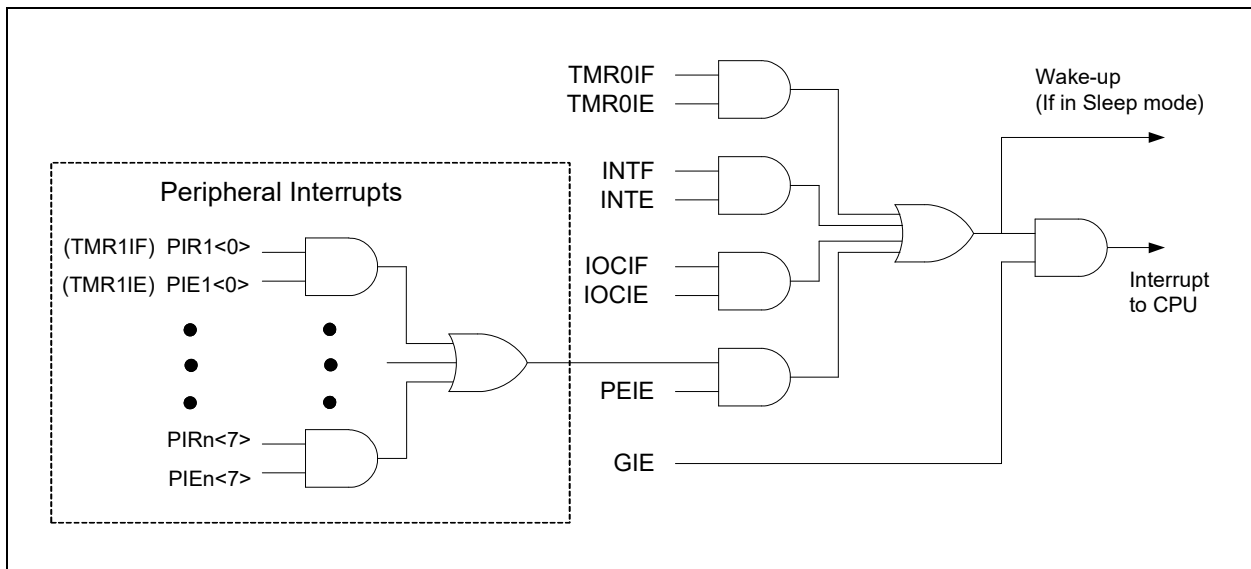 TMR0IF
TMR0IE
Wake-up
(If in Sleep mode)
INTF
INTE
Peripheral Interrupts
(TMR1IF) PIR1<0>
(TMR1IE) PIE1<0>
IOCIF
IOCIE
Interrupt
to CPU
PEIE
PIRn<7>
PIEn<7>
GIE